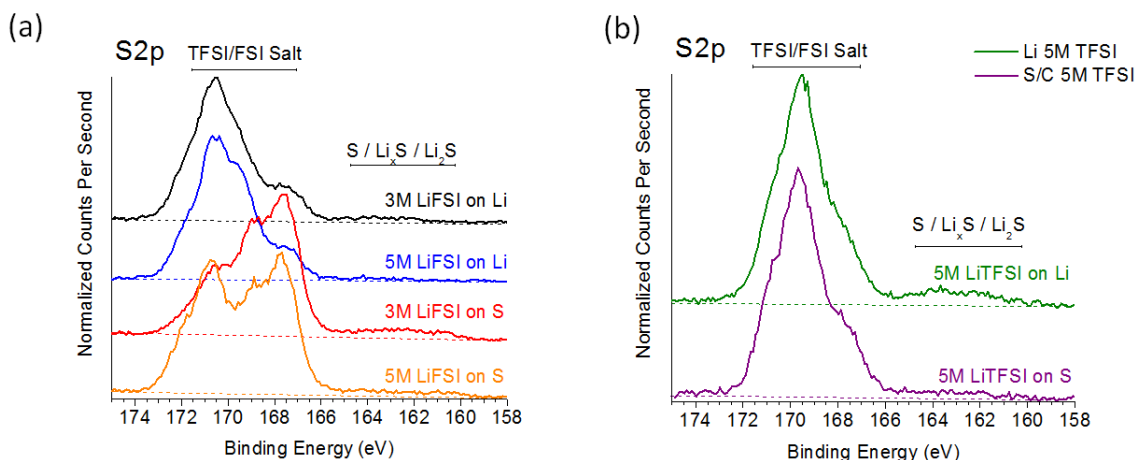 (a)
S2p
TFSI/FSI Salt
S / LiₓS / Li₂S
3M LiFSI on Li
5M LiFSI on Li
3M LiFSI on S
5M LiFSI on S
Normalized Counts Per Second
174 172 170 168 166 164 162 160 158
Binding Energy (eV)
(b)
S2p
TFSI/FSI Salt
Li 5M TFSI
S/C 5M TFSI
S / LiₓS / Li₂S
5M LiTFSI on Li
5M LiTFSI on S
Normalized Counts Per Second
174 172 170 168 166 164 162 160 158
Binding Energy (eV)